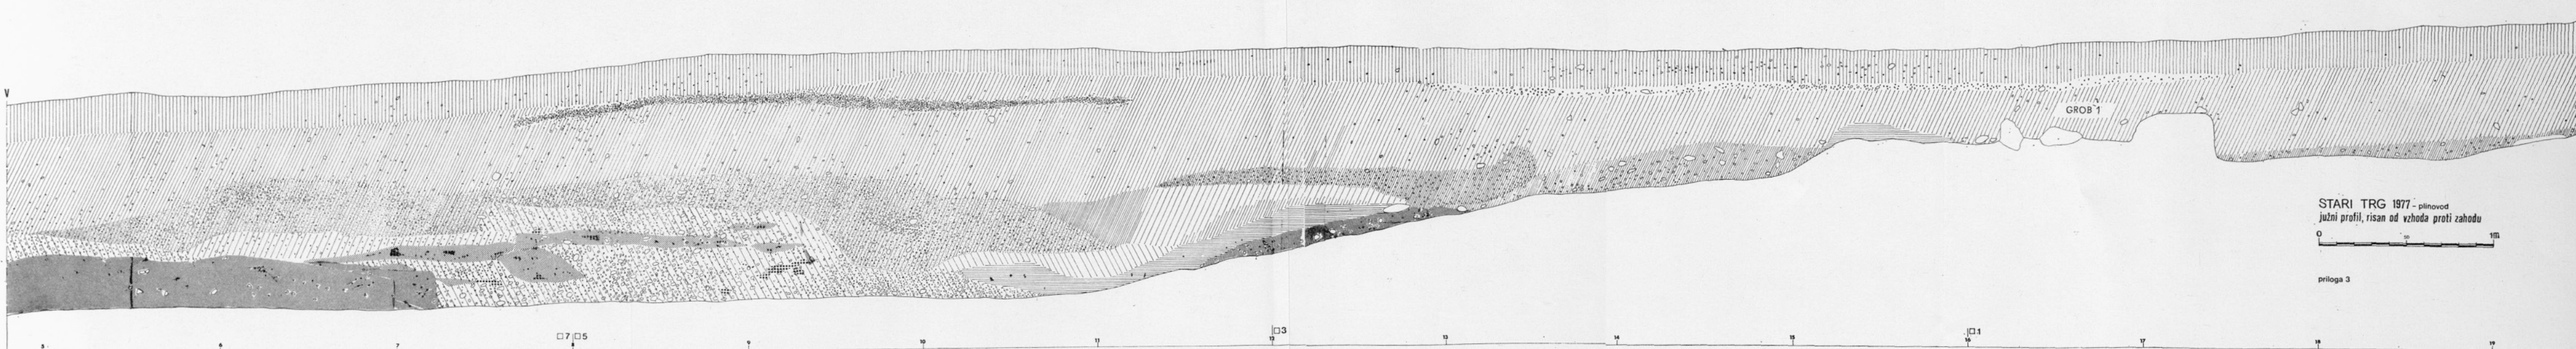 V
GROB 1
STARI TRG 1977 - plinovod
južni profil, risan od vzhoda proti zahodu
0 1m
priloga 3
□7 □5 □3 □1
5 6 7 8 9 10 11 12 13 14 15 16 17 18 19